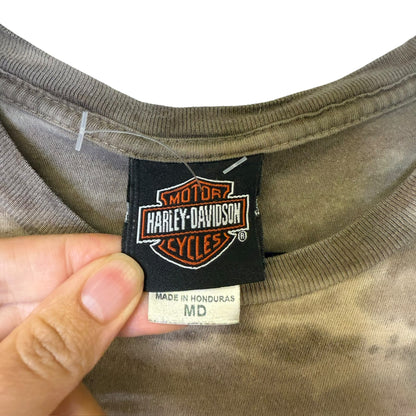 MOTOR
HARLEY-DAVIDSON
CYCLES
®
MADE IN HONDURAS
MD